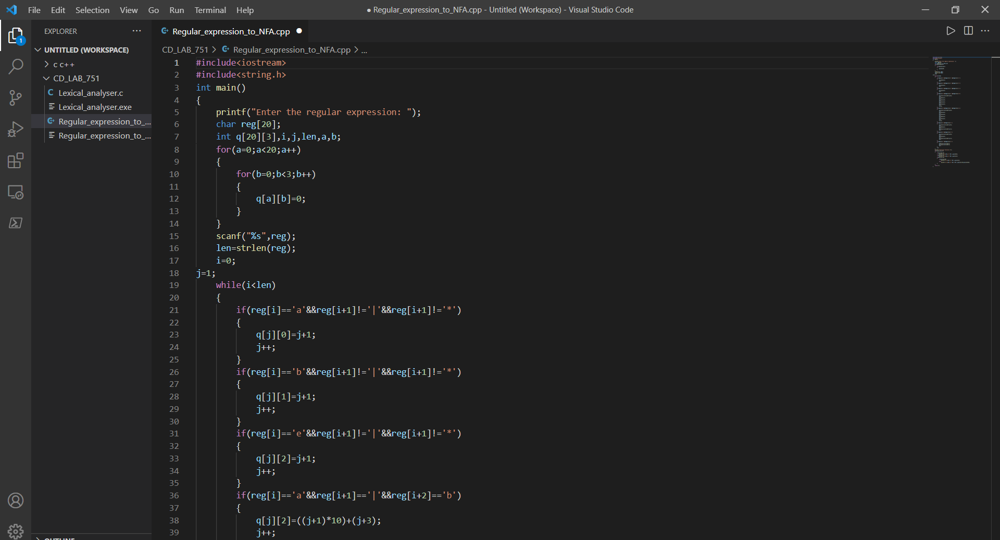 File Edit Selection View Go Run Terminal Help
● Regular_expression_to_NFA.cpp - Untitled (Workspace) - Visual Studio Code
EXPLORER
1
UNTITLED (WORKSPACE)
c c++
CD_LAB_751
Lexical_analyser.c
Lexical_analyser.exe
Regular_expression_to_...
Regular_expression_to_...
OUTLINE
Regular_expression_to_NFA.cpp
CD_LAB_751 > Regular_expression_to_NFA.cpp > ...
1 #include<iostream>
2 #include<string.h>
3 int main()
4 {
5     printf("Enter the regular expression: ");
6     char reg[20];
7     int q[20][3],i,j,len,a,b;
8     for(a=0;a<20;a++)
9     {
10         for(b=0;b<3;b++)
11         {
12             q[a][b]=0;
13         }
14     }
15     scanf("%s",reg);
16     len=strlen(reg);
17     i=0;
18 j=1;
19     while(i<len)
20     {
21         if(reg[i]=='a'&&reg[i+1]!='|'&&reg[i+1]!='*')
22         {
23             q[j][0]=j+1;
24             j++;
25         }
26         if(reg[i]=='b'&&reg[i+1]!='|'&&reg[i+1]!='*')
27         {
28             q[j][1]=j+1;
29             j++;
30         }
31         if(reg[i]=='e'&&reg[i+1]!='|'&&reg[i+1]!='*')
32         {
33             q[j][2]=j+1;
34             j++;
35         }
36         if(reg[i]=='a'&&reg[i+1]=='|'&&reg[i+2]=='b')
37         {
38             q[j][2]=((j+1)*10)+(j+3);
39             j++;